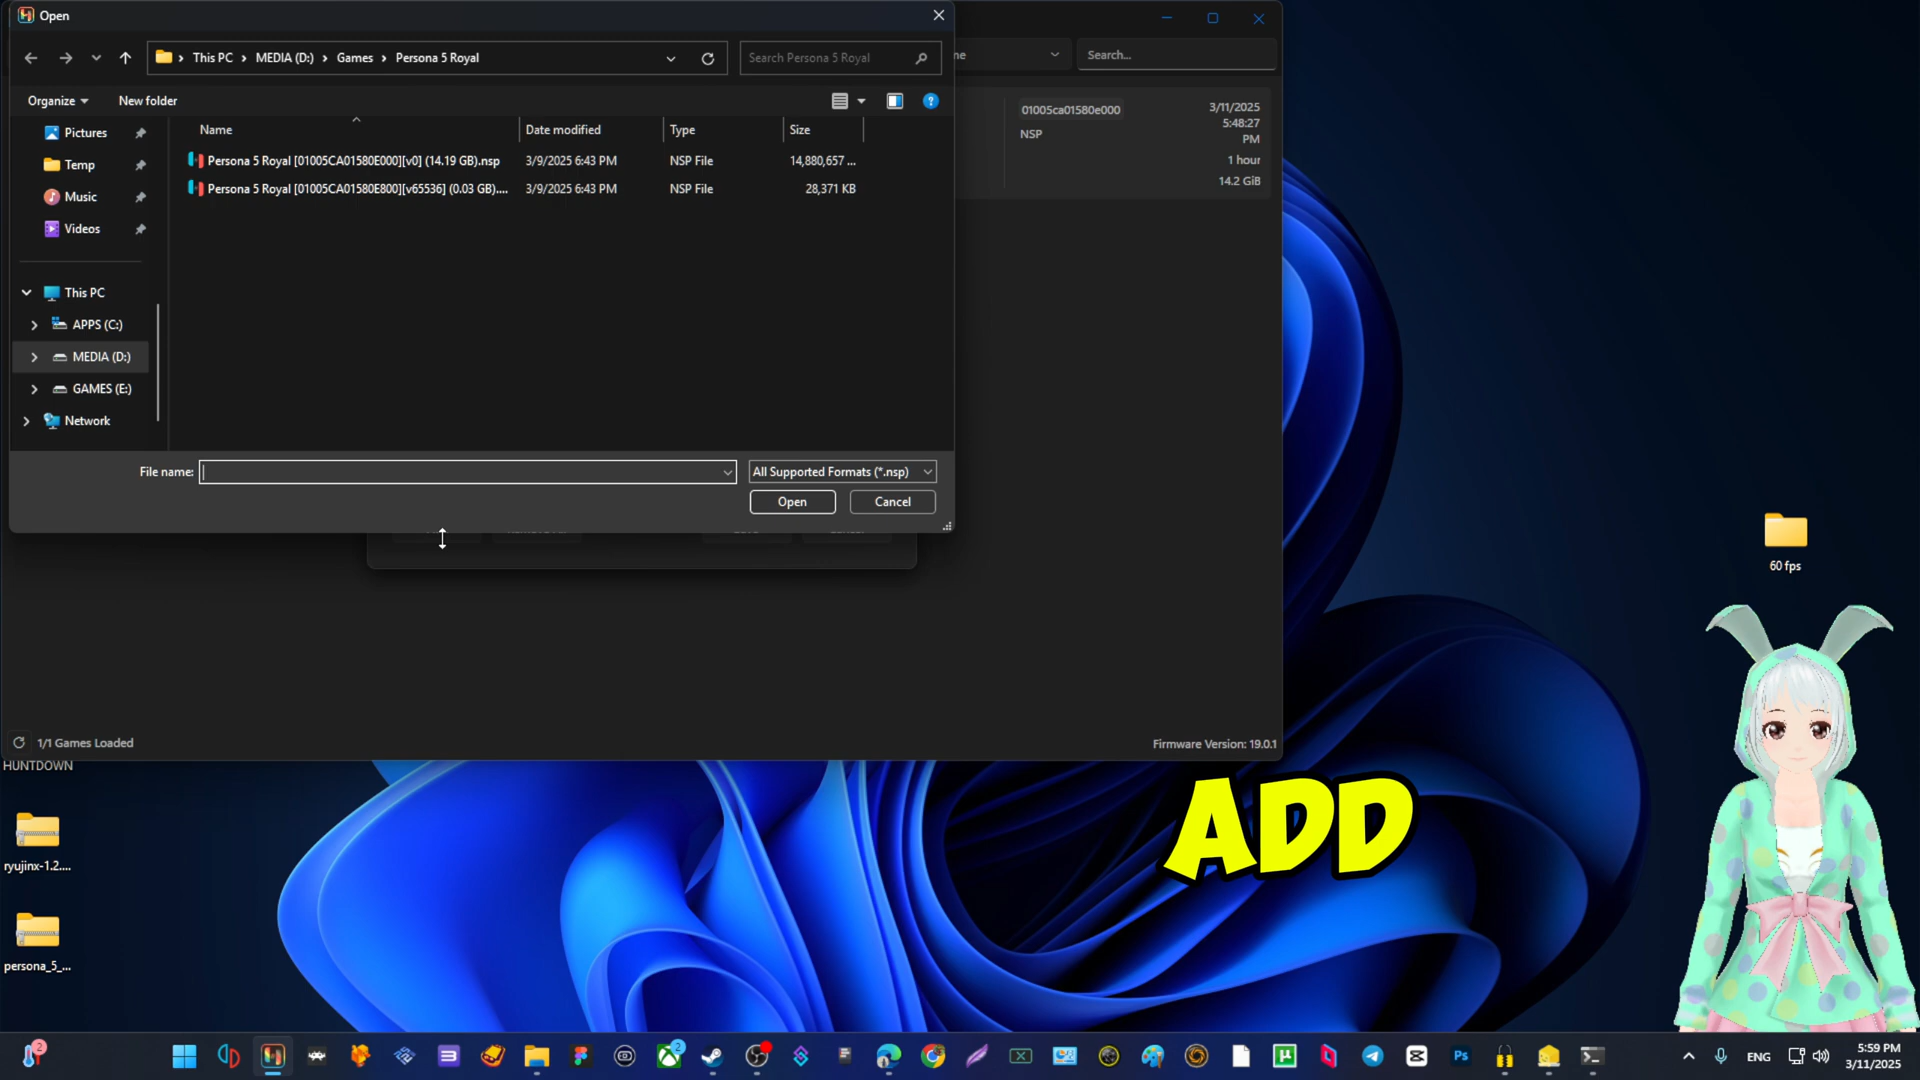 Open
This PC
MEDIA (D:)
Games
Persona 5 Royal
Search Persona 5 Royal
ne
Search...
Organize
New folder
Name
Date modified
Type
Size
Persona 5 Royal [01005CA01580E000][v0] (14.19 GB).nsp
3/9/2025 6:43 PM
NSP File
14,880,657 ...
Persona 5 Royal [01005CA01580E800][v65536] (0.03 GB)....
3/9/2025 6:43 PM
NSP File
28,371 KB
Pictures
Temp
Music
Videos
This PC
APPS (C:)
MEDIA (D:)
GAMES (E:)
Network
01005ca01580e000
NSP
3/11/2025
5:48:27
PM
1 hour
14.2 GiB
File name:
All Supported Formats (*.nsp)
Open
Cancel
60 fps
1/1 Games Loaded
Firmware Version: 19.0.1
HUNTDOWN
ryujinx-1.2....
persona_5_...
ADD
2
2
Ps
ENG
5:59 PM
3/11/2025